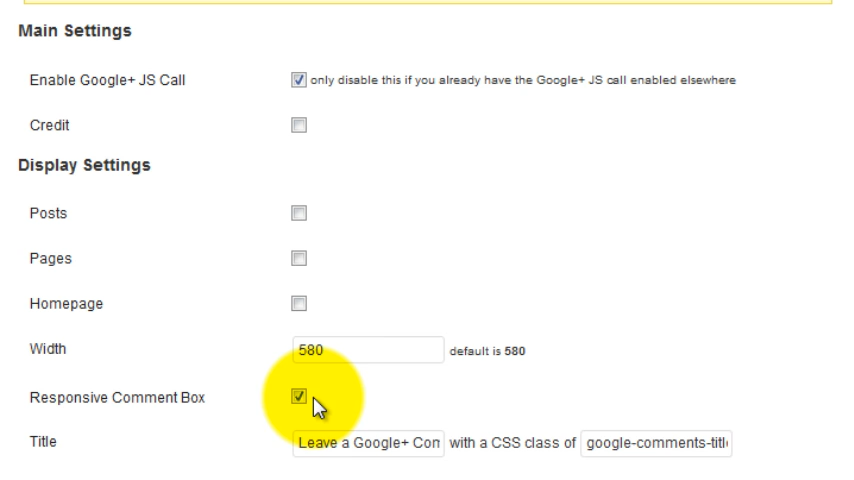 Main Settings
Enable Google+ JS Call only disable this if you already have the Google+ JS call enabled elsewhere
Credit
Display Settings
Posts
Pages
Homepage
Width 580 default is 580
Responsive Comment Box
Title Leave a Google+ Com with a CSS class of google-comments-titl